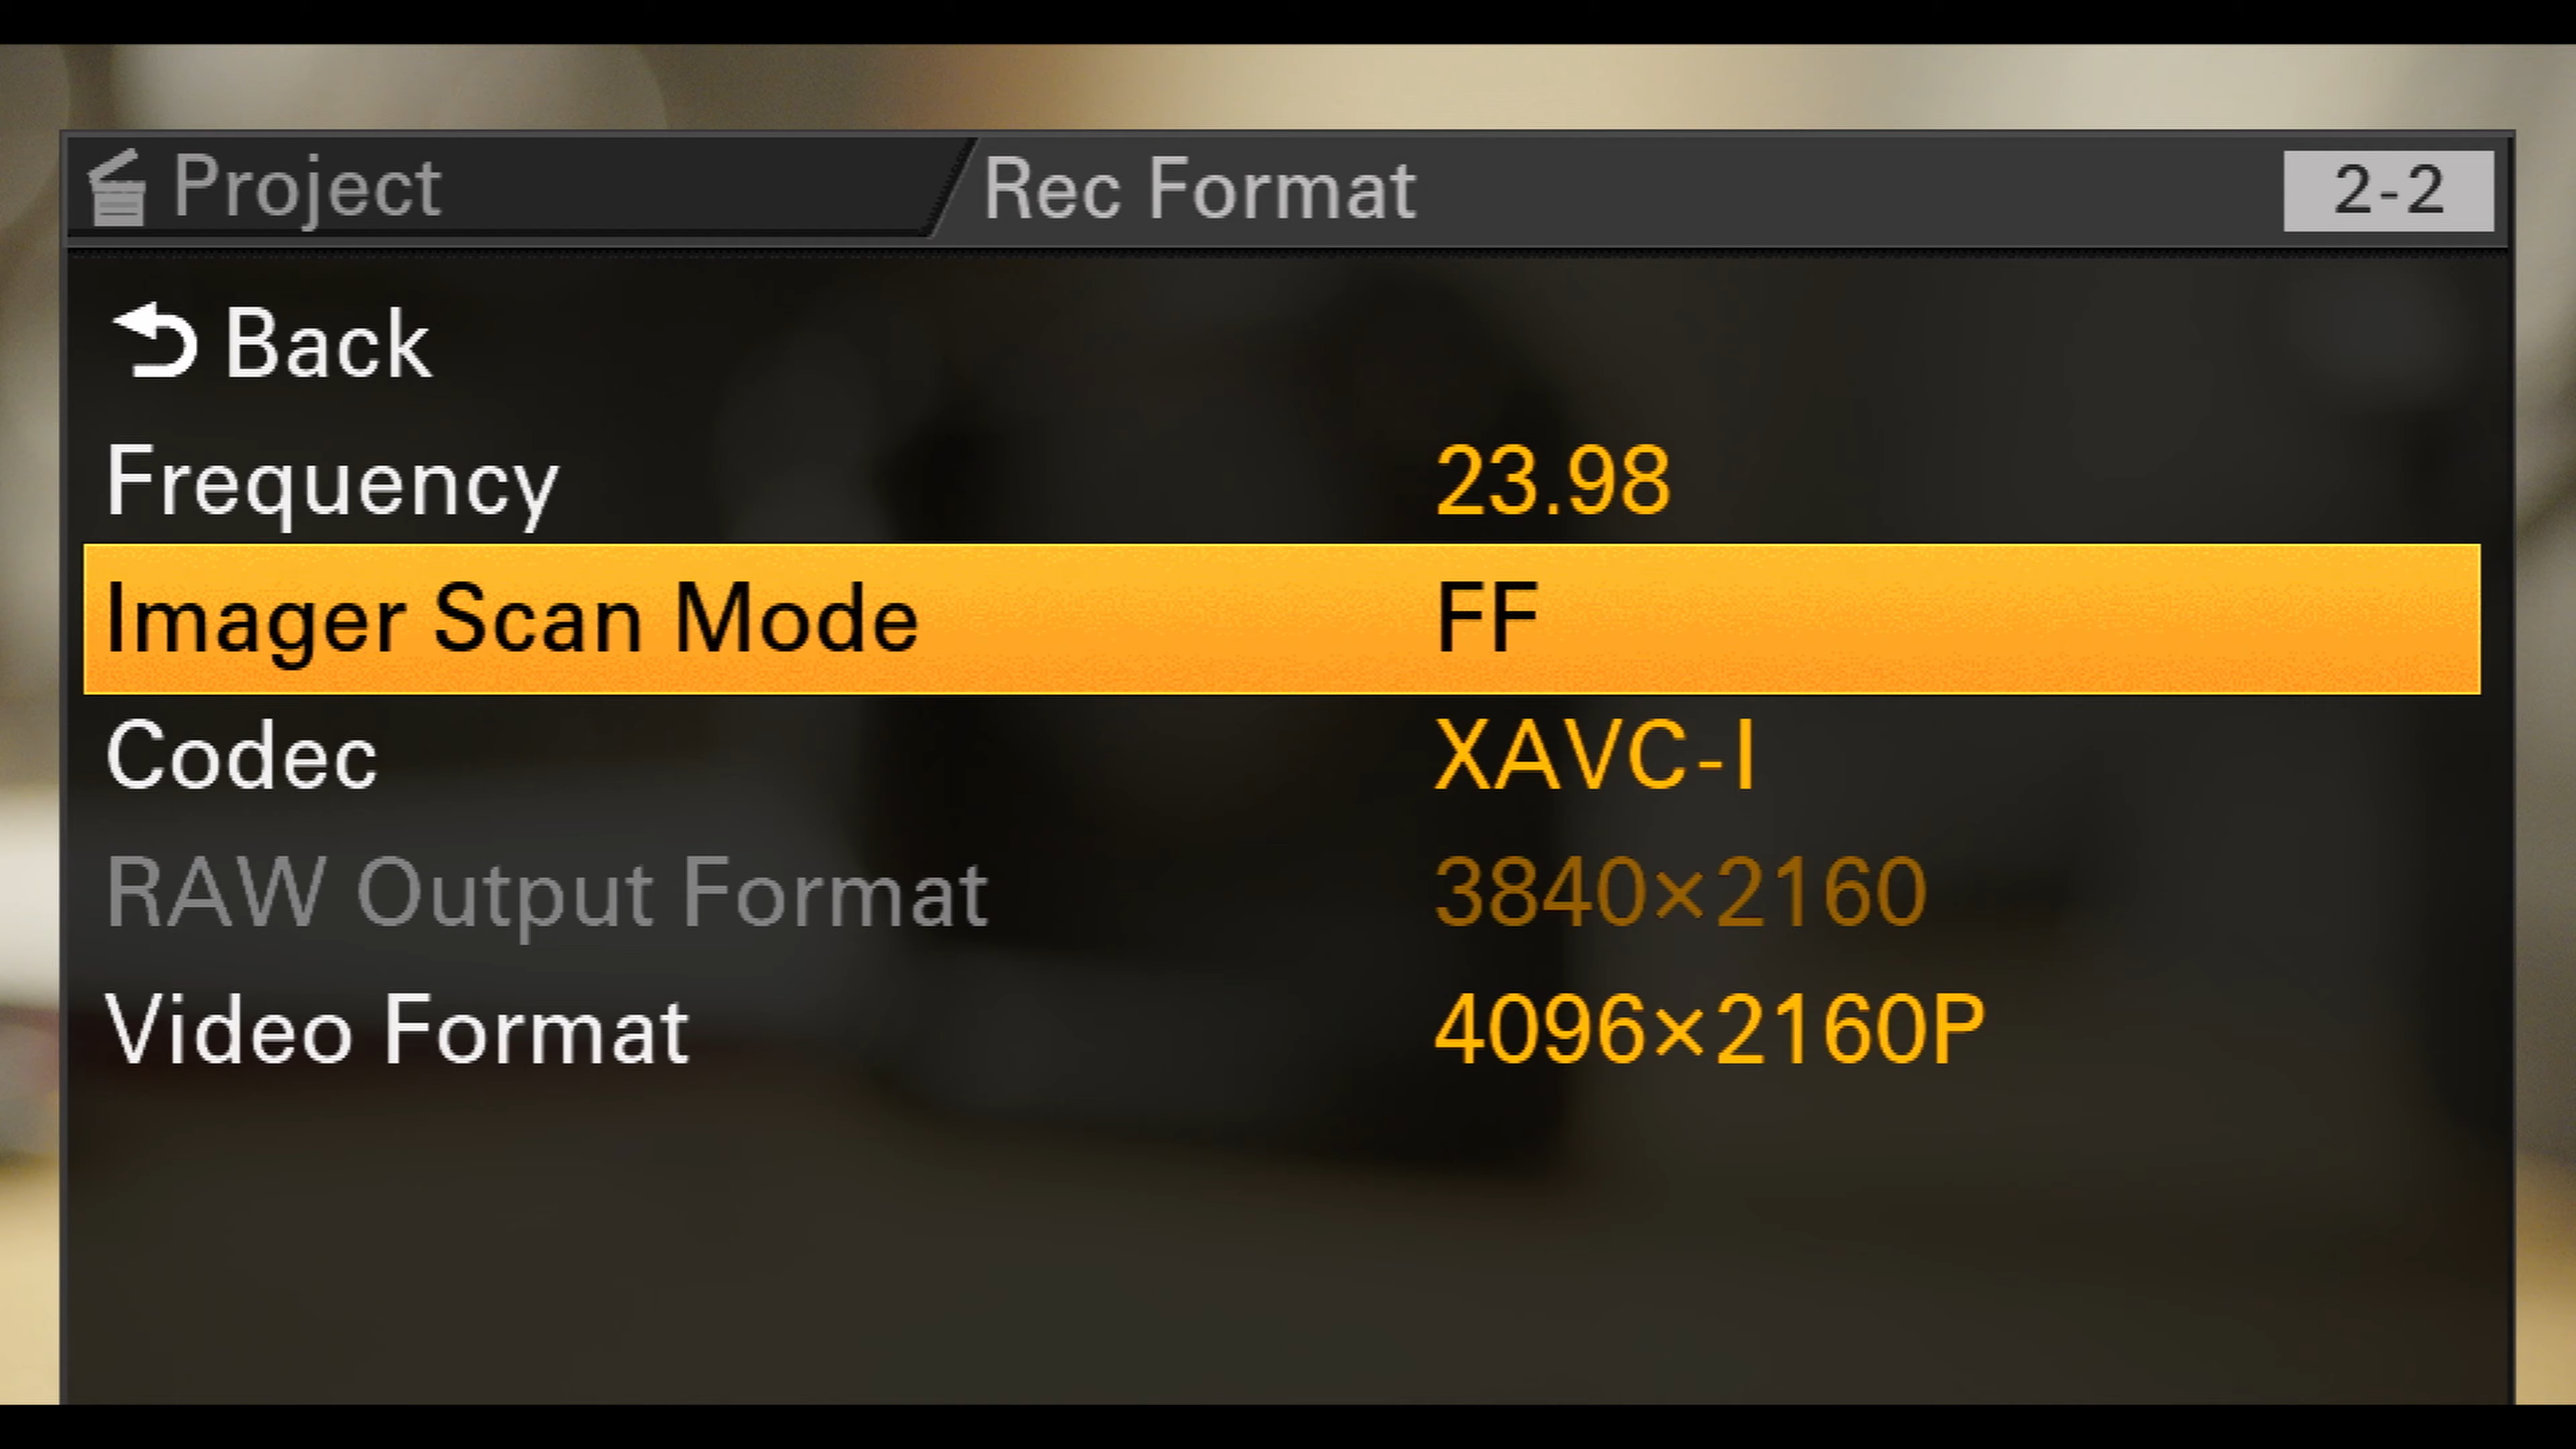 Project
Rec Format
2-2
Back
Frequency 23.98
Imager Scan Mode FF
Codec XAVC-I
RAW Output Format 3840×2160
Video Format 4096×2160P